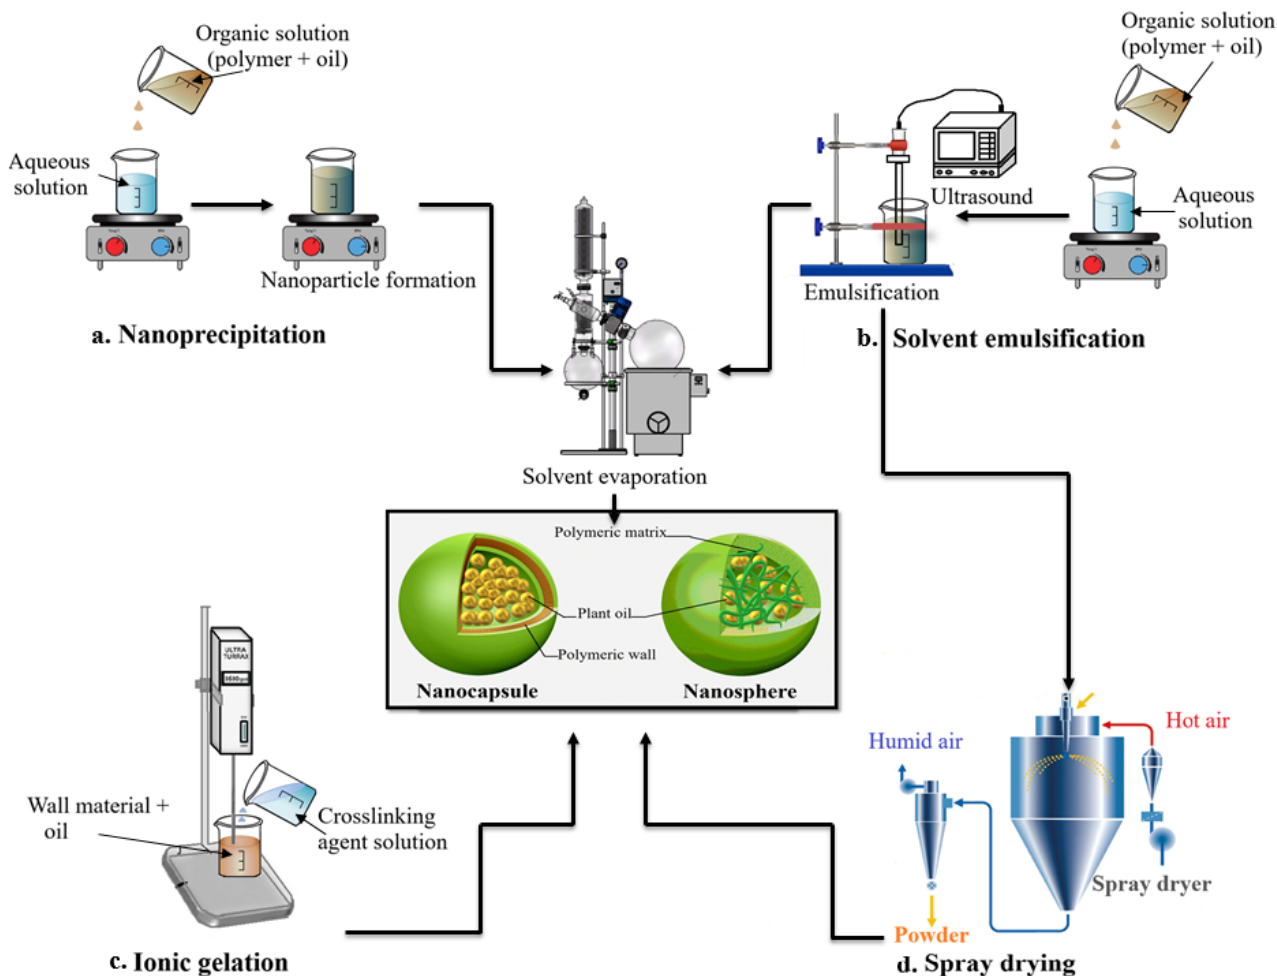 Organic solution
(polymer + oil)
Aqueous
solution
Nanoparticle formation
a. Nanoprecipitation
Organic solution
(polymer + oil)
Ultrasound
Aqueous
solution
Emulsification
b. Solvent emulsification
Solvent evaporation
Polymeric matrix
Plant oil
Polymeric wall
Nanocapsule
Nanosphere
ULTRA
TURRAX
Wall material +
oil
Crosslinking
agent solution
c. Ionic gelation
Humid air
Hot air
Spray dryer
Powder
d. Spray drying